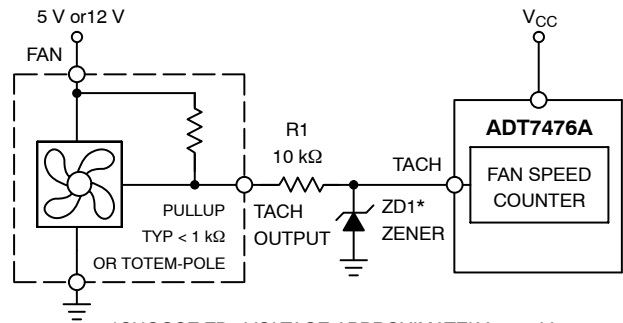 5 V or12 V
VCC
FAN
R1
10 kΩ
ADT7476A
TACH
FAN SPEED
COUNTER
PULLUP
TYP < 1 kΩ
OR TOTEM-POLE
TACH
OUTPUT
ZD1*
ZENER